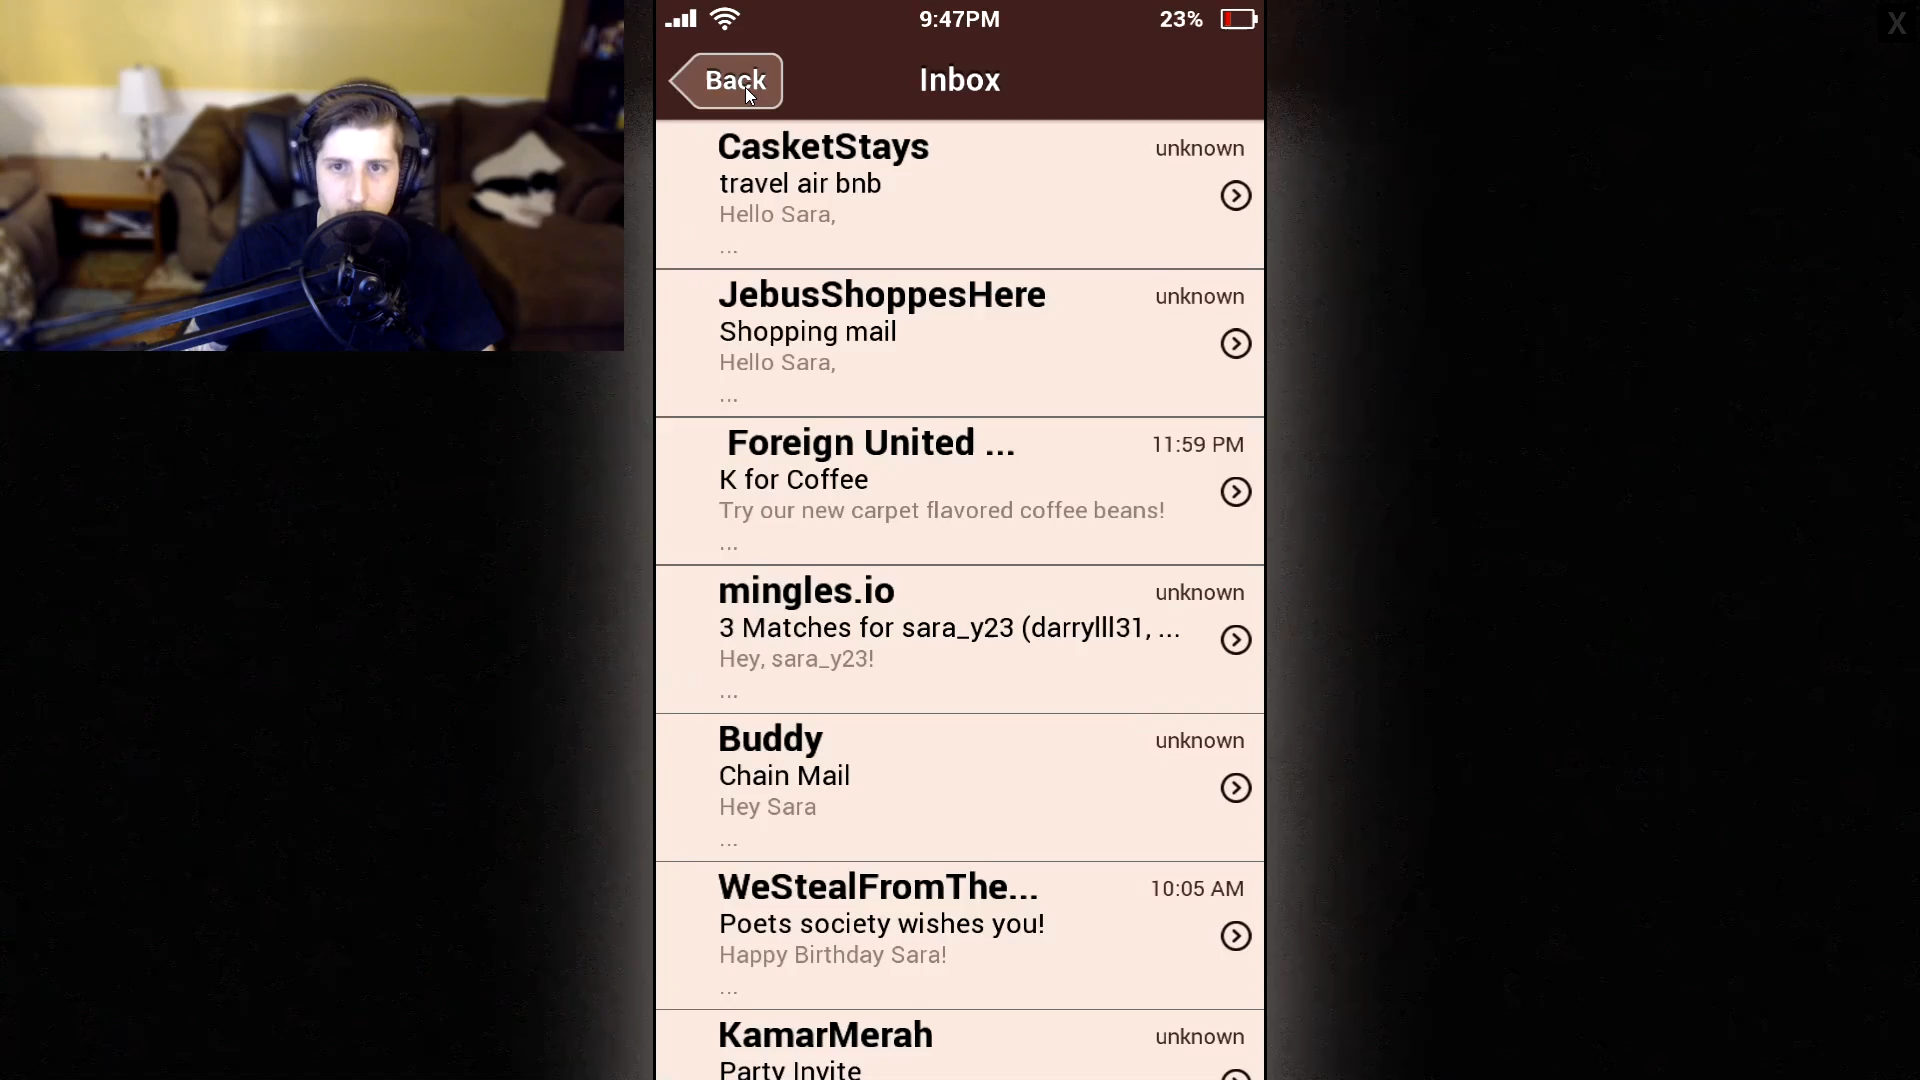 9:47PM
23%
X
Back
Inbox
CasketStays
unknown
travel air bnb
Hello Sara,
...
JebusShoppesHere
unknown
Shopping mail
Hello Sara,
...
Foreign United ...
11:59 PM
K for Coffee
Try our new carpet flavored coffee beans!
...
mingles.io
unknown
3 Matches for sara_y23 (darrylll31, ...
Hey, sara_y23!
...
Buddy
unknown
Chain Mail
Hey Sara
...
WeStealFromThe...
10:05 AM
Poets society wishes you!
Happy Birthday Sara!
...
KamarMerah
unknown
Party Invite